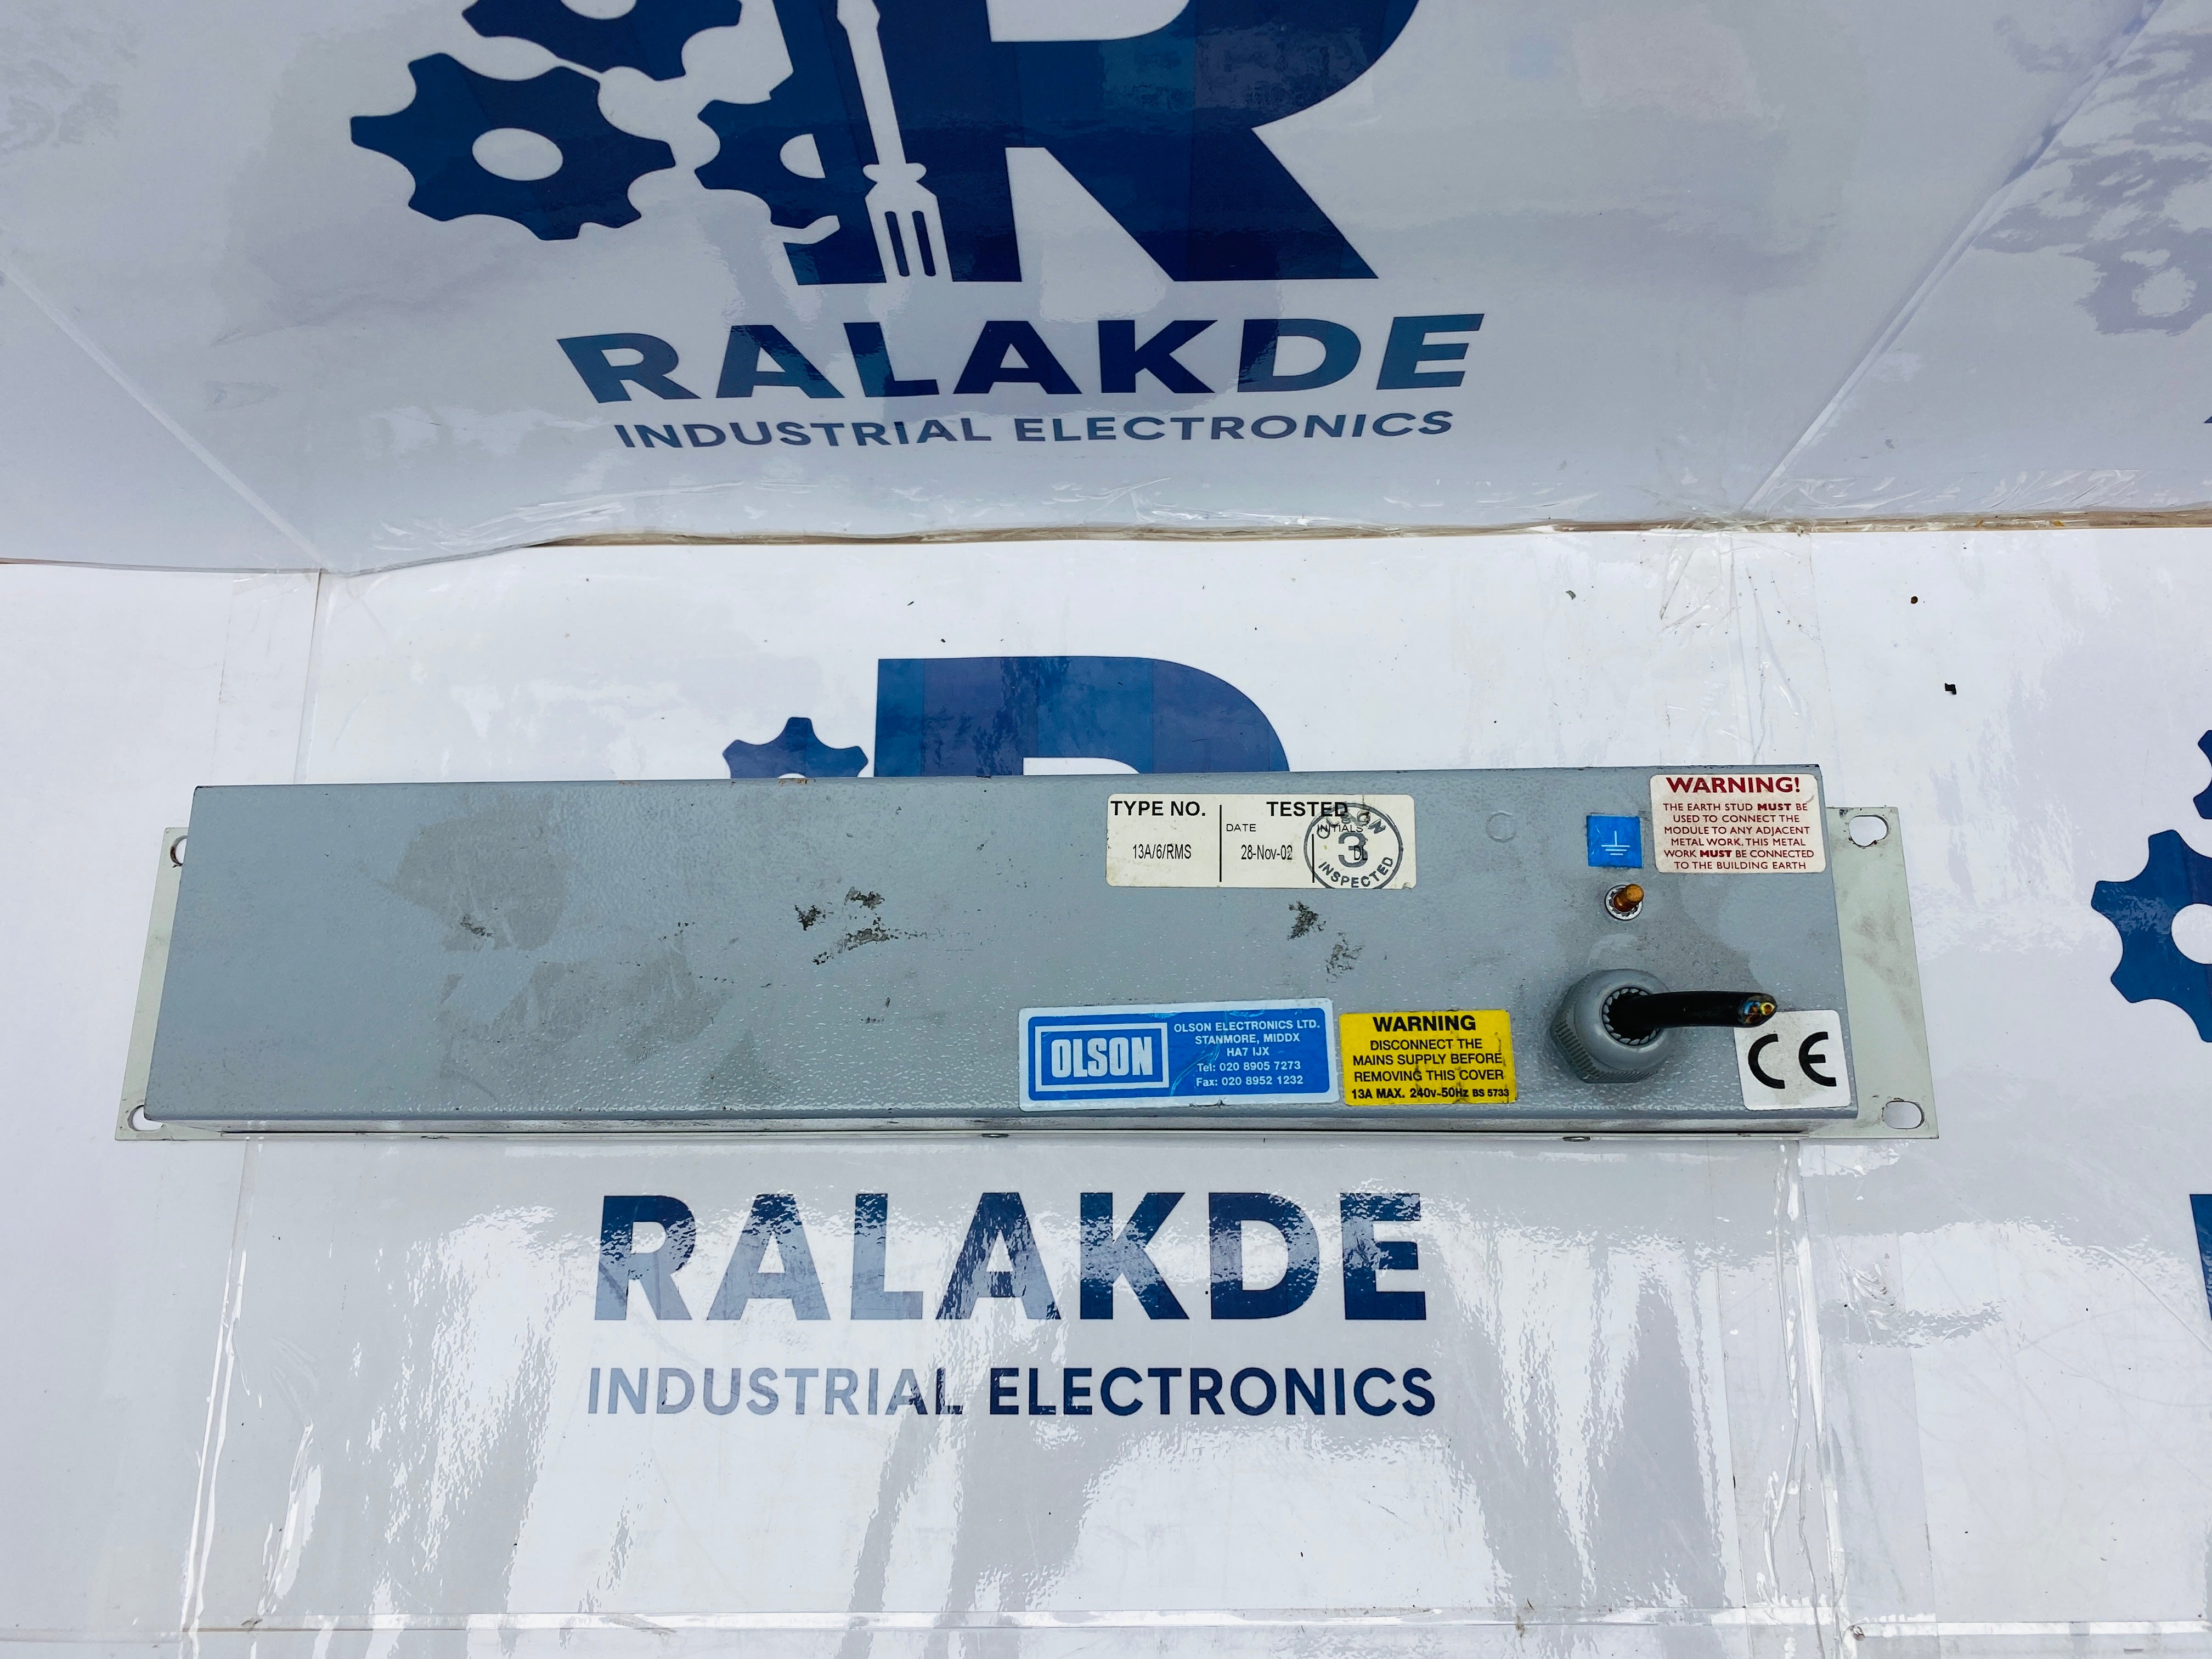 RALAKDE
INDUSTRIAL ELECTRONICS
TYPE NO.
13A/6/RMS
TESTED
DATE
28-Nov-02
INITIALS
DL
OLSON
3
INSPECTED
WARNING!
THE EARTH STUD MUST BE
USED TO CONNECT THE
MODULE TO ANY ADJACENT
METAL WORK. THIS METAL
WORK MUST BE CONNECTED
TO THE BUILDING EARTH
OLSON
OLSON ELECTRONICS LTD.
STANMORE, MIDDX
HA7 IJX
Tel: 020 8905 7273
Fax: 020 8952 1232
WARNING
DISCONNECT THE
MAINS SUPPLY BEFORE
REMOVING THIS COVER
13A MAX. 240v~50Hz BS 5733
CE
RALAKDE
INDUSTRIAL ELECTRONICS